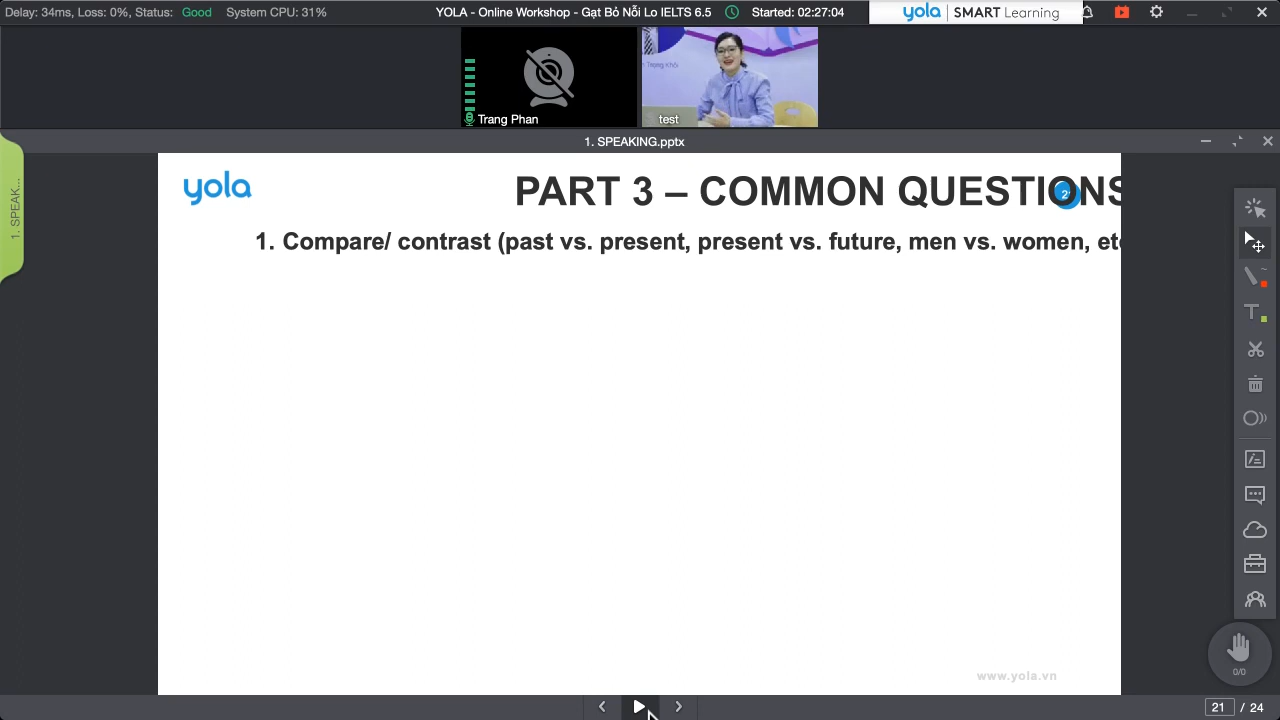 Delay: 34ms, Loss: 0%, Status: Good System CPU: 31% YOLA - Online Workshop - Gạt Bỏ Nỗi Lo IELTS 6.5 Started: 02:27:04 yola | SMART Learning
Trọng Khôi
Trang Phan test
1. SPEAKING.pptx
1. SPEAK...
yola PART 3 – COMMON QUESTIONS
1. Compare/ contrast (past vs. present, present vs. future, men vs. women, etc
www.yola.vn
0/0
21 / 24